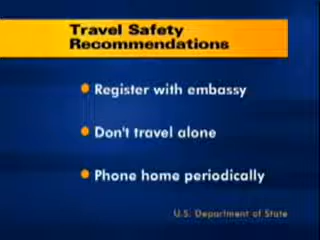 Travel Safety
Recommendations
Register with embassy
Don't travel alone
Phone home periodically
U.S. Department of State